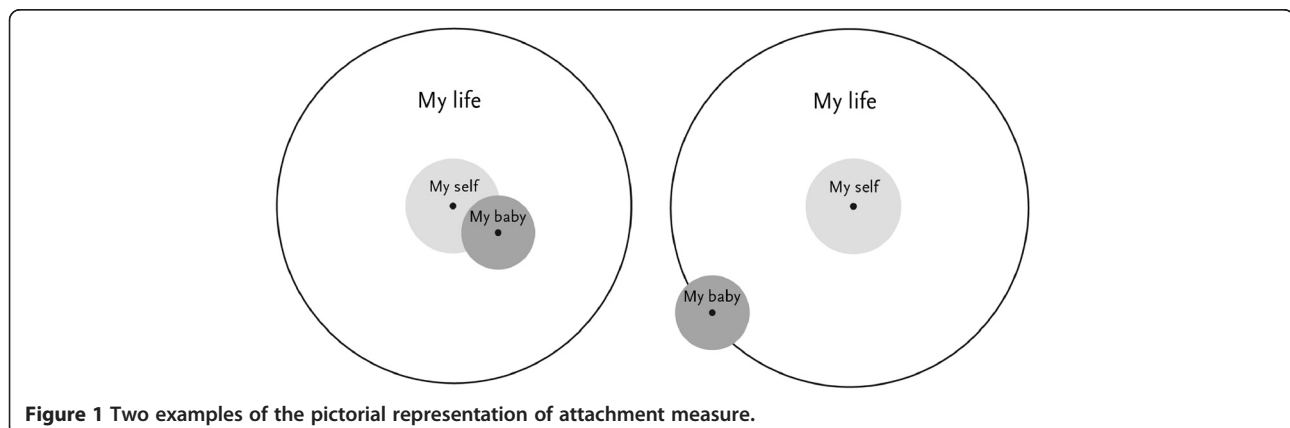 My life
My self
My baby
My life
My self
My baby
Figure 1 Two examples of the pictorial representation of attachment measure.